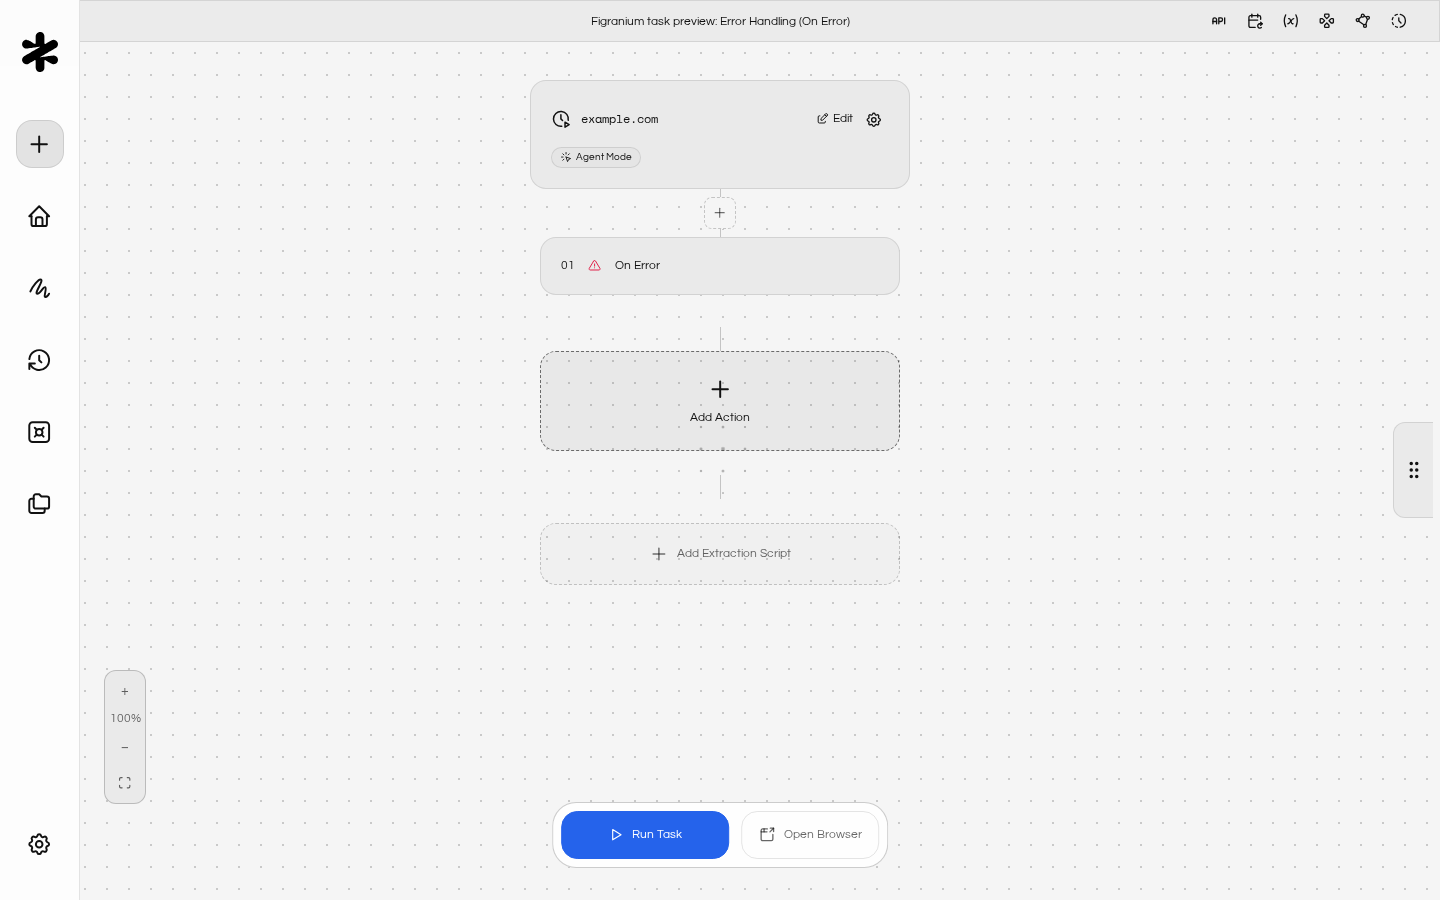 Figranium task preview: Error Handling (On Error)
API
(x)
example.com
Edit
Agent Mode
01 On Error
Add Action
Add Extraction Script
+
100%
−
Run Task
Open Browser